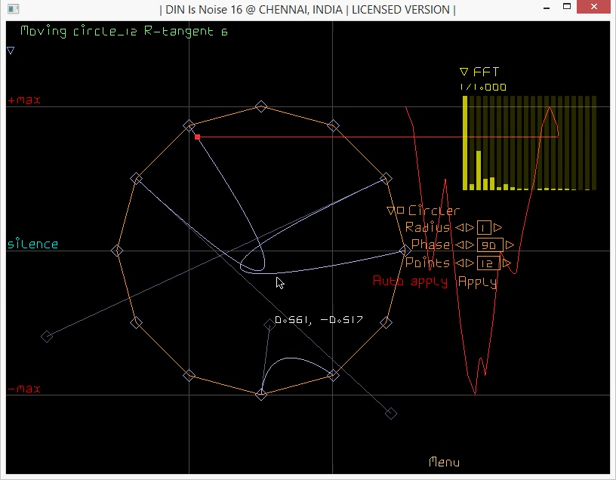 | DIN Is Noise 16 @ CHENNAI, INDIA | LICENSED VERSION |
Moving circle_12 R-tangent 6
FFT
1/1.000
+max
Circler
Radius 1
silence
Phase 90
Points 12
Auto apply Apply
0.561, -0.517
-max
Menu